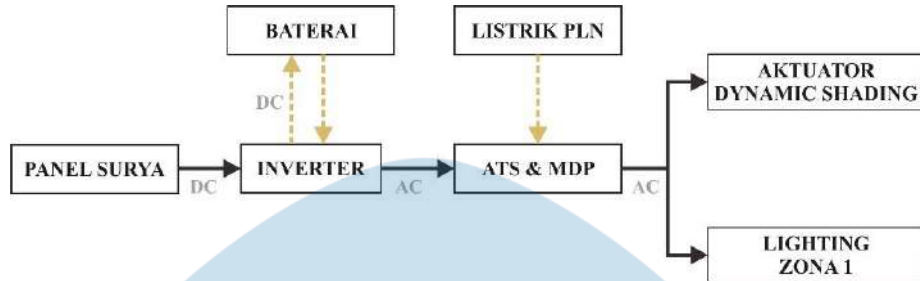 BATERAI
LISTRIK PLN
AKTUATOR
DYNAMIC SHADING
DC
PANEL SURYA
INVERTER
ATS & MDP
DC
AC
AC
LIGHTING
ZONA 1